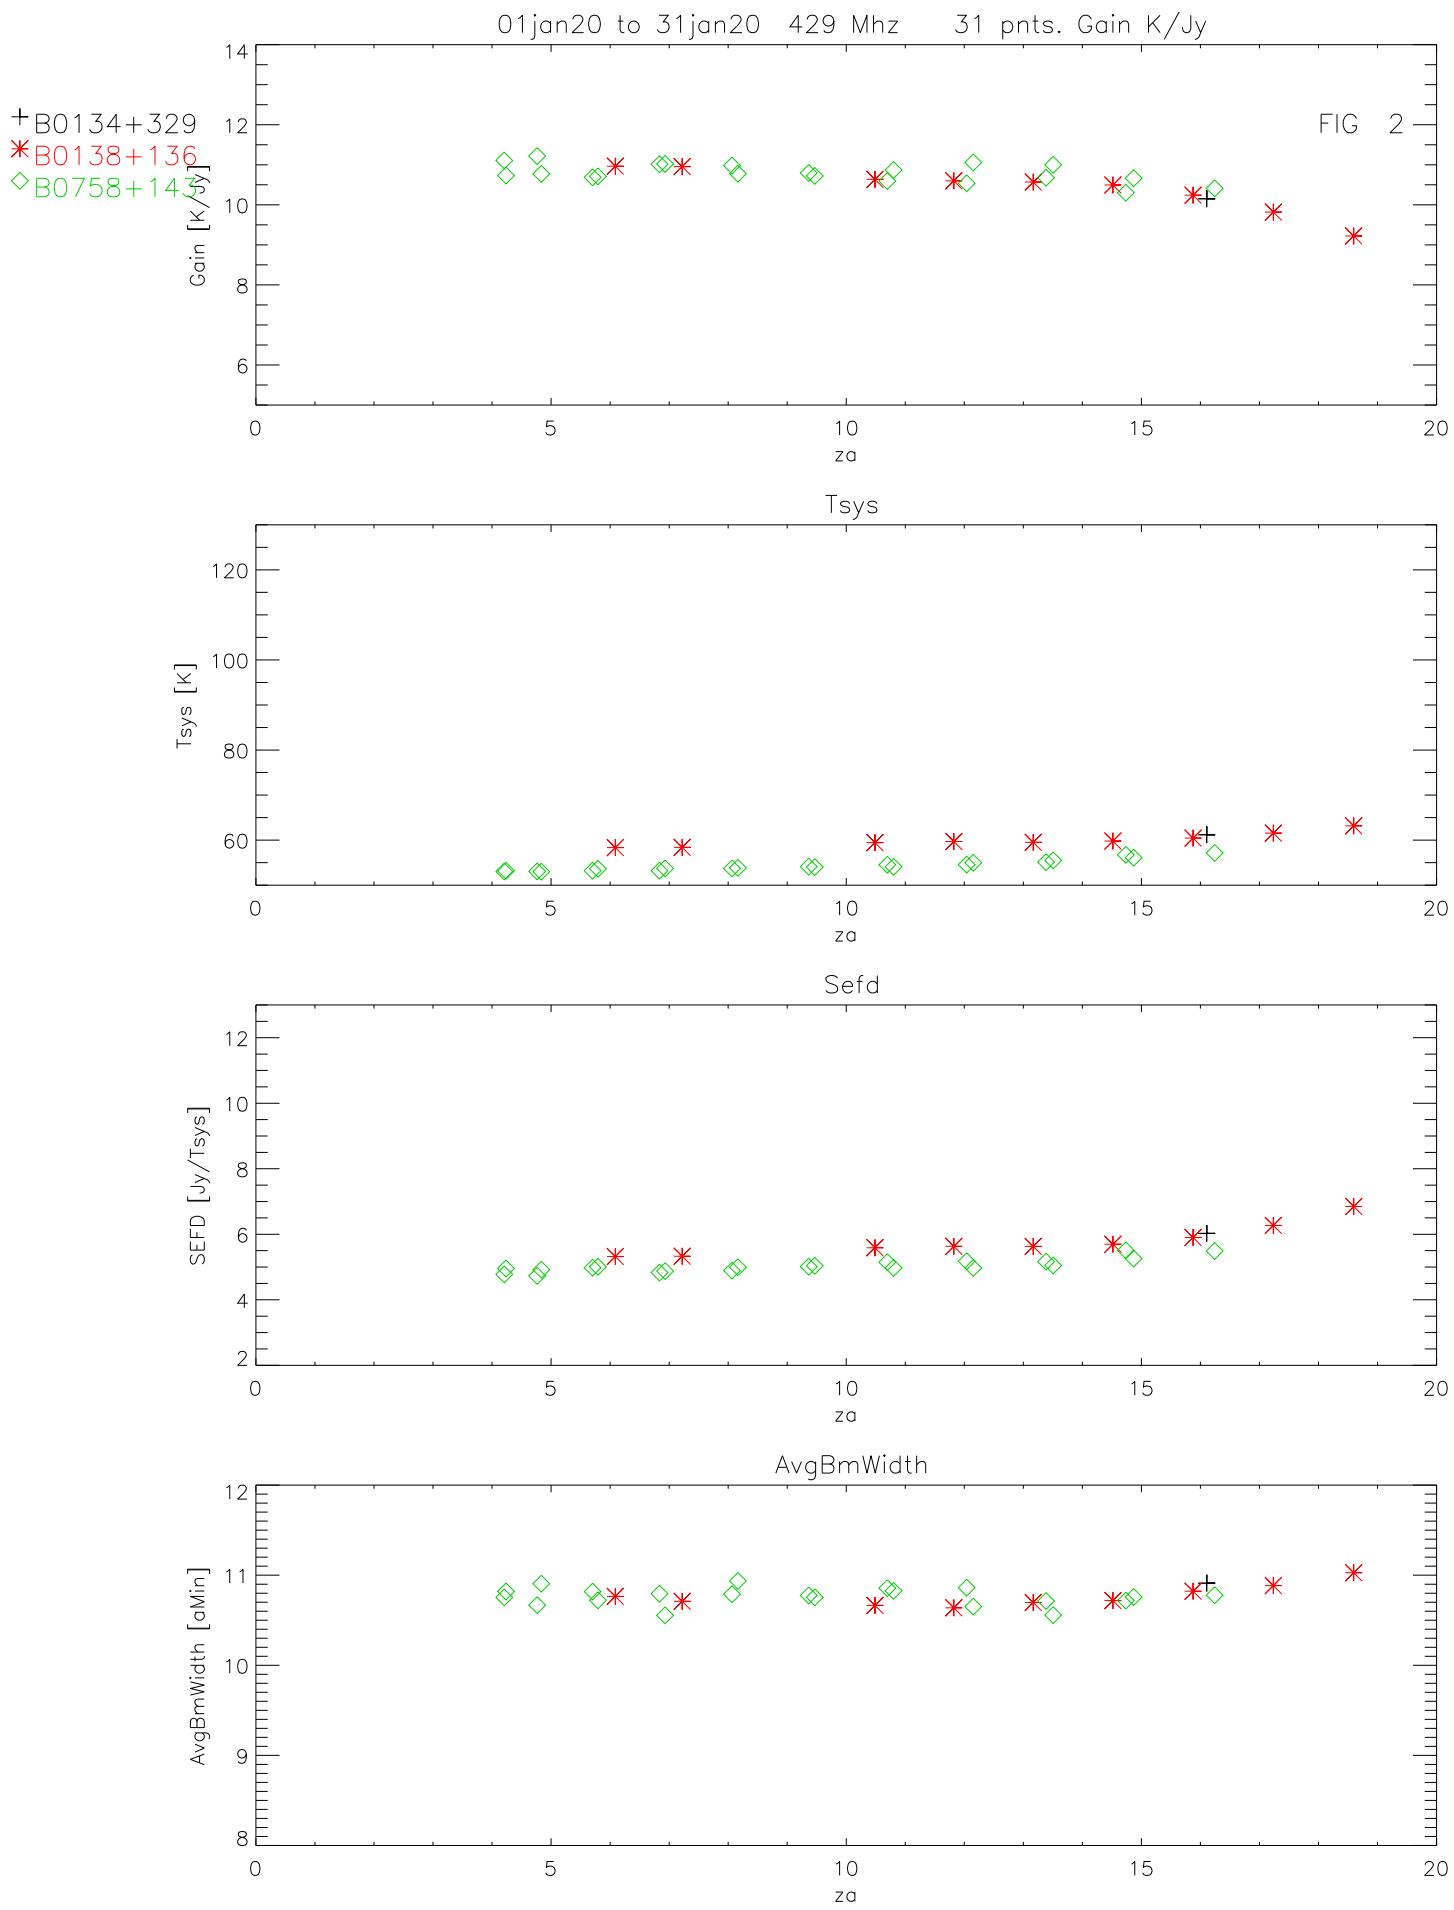 01jan20 to 31jan20 429 Mhz 31 pnts. Gain K/Jy
B0134+329
B0138+136
B0758+143
FIG 2
Gain [K/Jy]
14
12
10
8
6
0 5 10 15 20
za
Tsys
Tsys [K]
120
100
80
60
0 5 10 15 20
za
Sefd
SEFD [Jy/Tsys]
12
10
8
6
4
2
0 5 10 15 20
za
AvgBmWidth
AvgBmWidth [aMin]
12
11
10
9
8
0 5 10 15 20
za